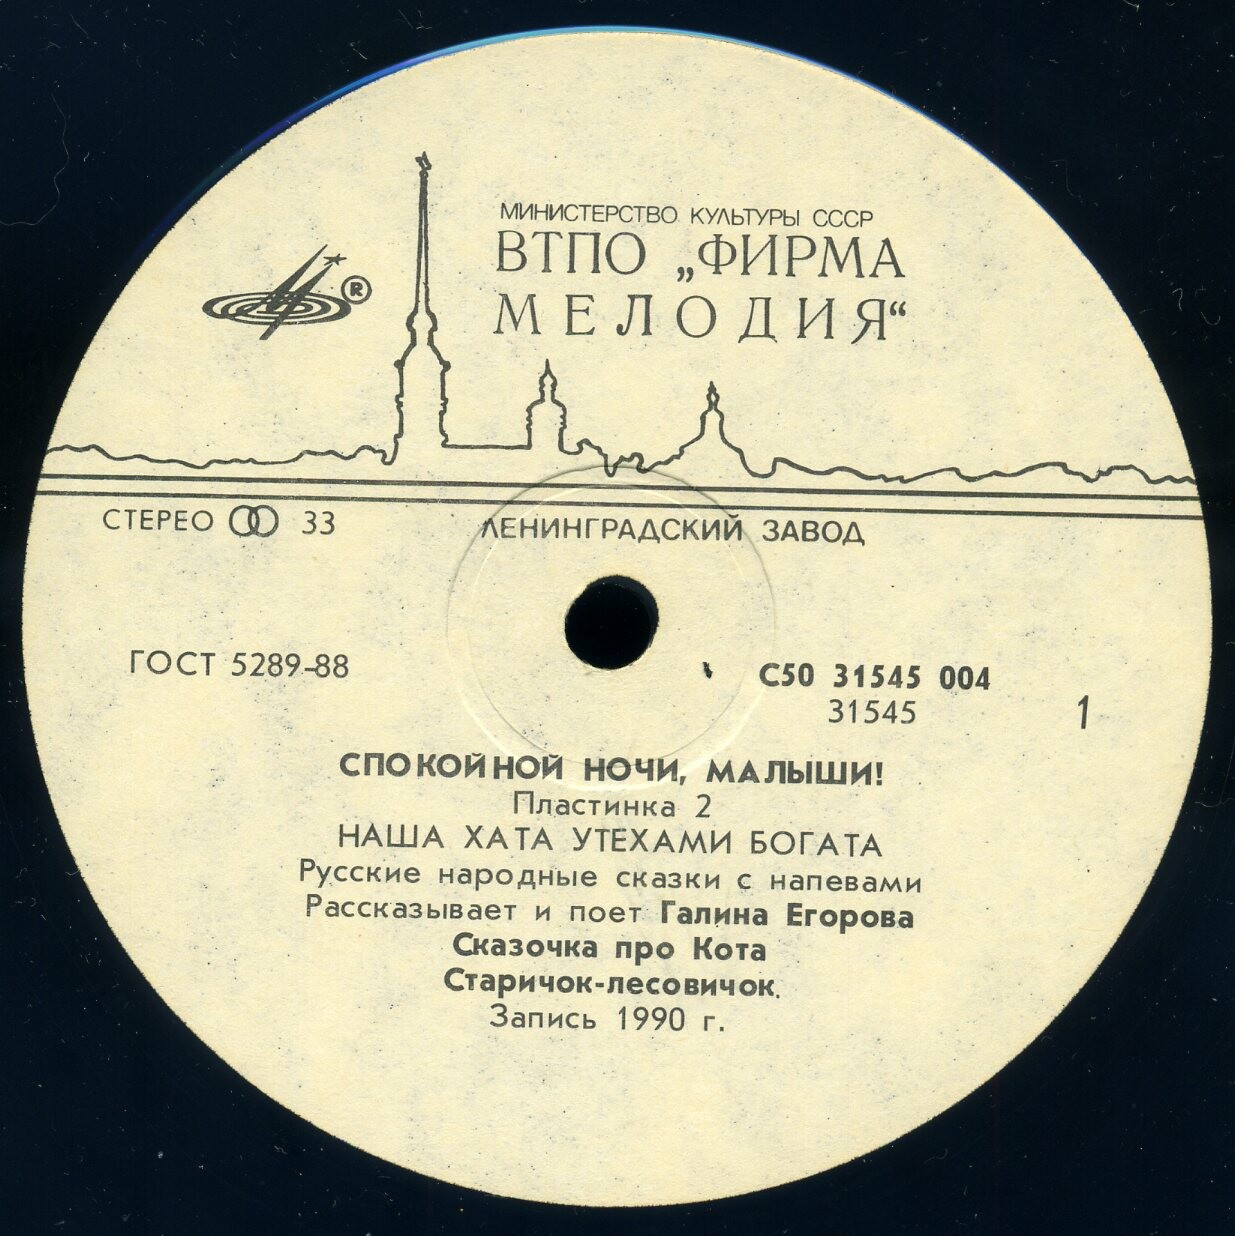 МИНИСТЕРСТВО КУЛЬТУРЫ СССР
ВТПО „ФИРМА
МЕЛОДИЯ“
®
СТЕРЕО 33
ЛЕНИНГРАДСКИЙ ЗАВОД
ГОСТ 5289-88
С50 31545 004
31545
1
СПОКОЙНОЙ НОЧИ, МАЛЫШИ!
Пластинка 2
НАША ХАТА УТЕХАМИ БОГАТА
Русские народные сказки с напевами
Рассказывает и поет Галина Егорова
Сказочка про Кота
Старичок-лесовичок.
Запись 1990 г.